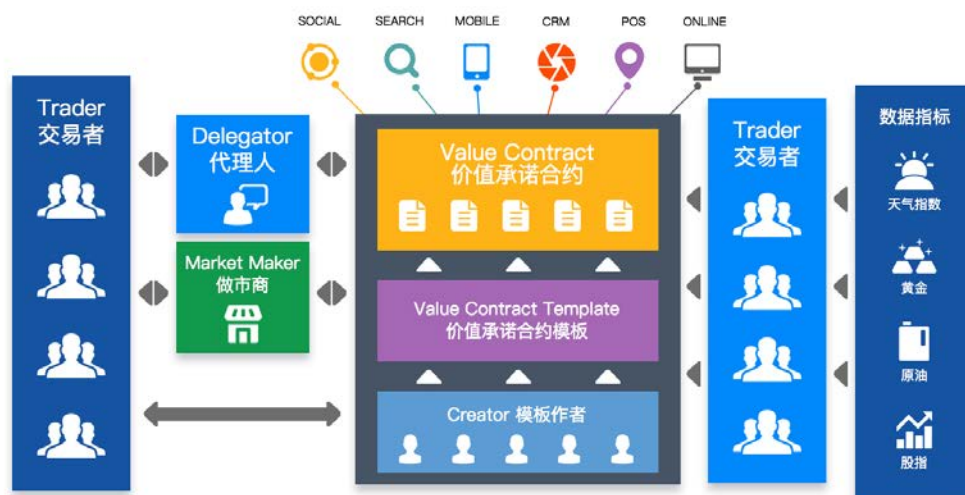 SOCIAL
SEARCH
MOBILE
CRM
POS
ONLINE
Trader
交易者
Delegator
代理人
Market Maker
做市商
Value Contract
价值承诺合约
Value Contract Template
价值承诺合约模板
Creator 模板作者
Trader
交易者
数据指标
天气指数
黄金
原油
股指